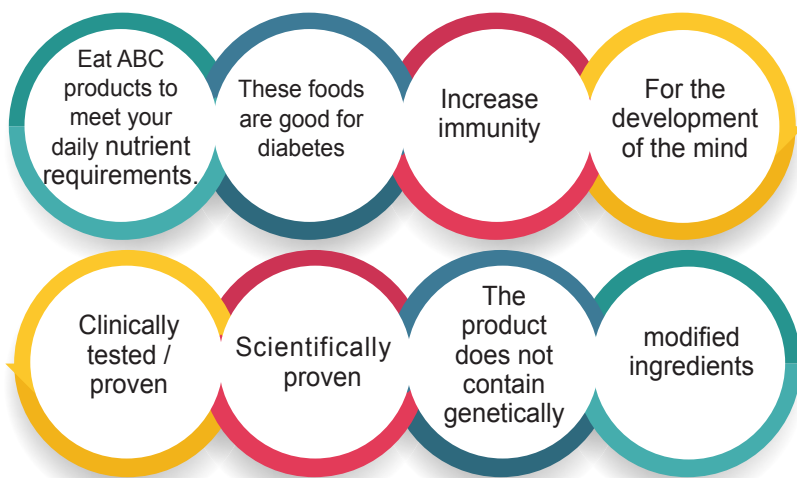 Eat ABC
products to
meet your
daily nutrient
requirements.
These foods
are good for
diabetes
Increase
immunity
For the
development
of the mind
Clinically
tested /
proven
Scientifically
proven
The
product
does not
contain
genetically
modified
ingredients